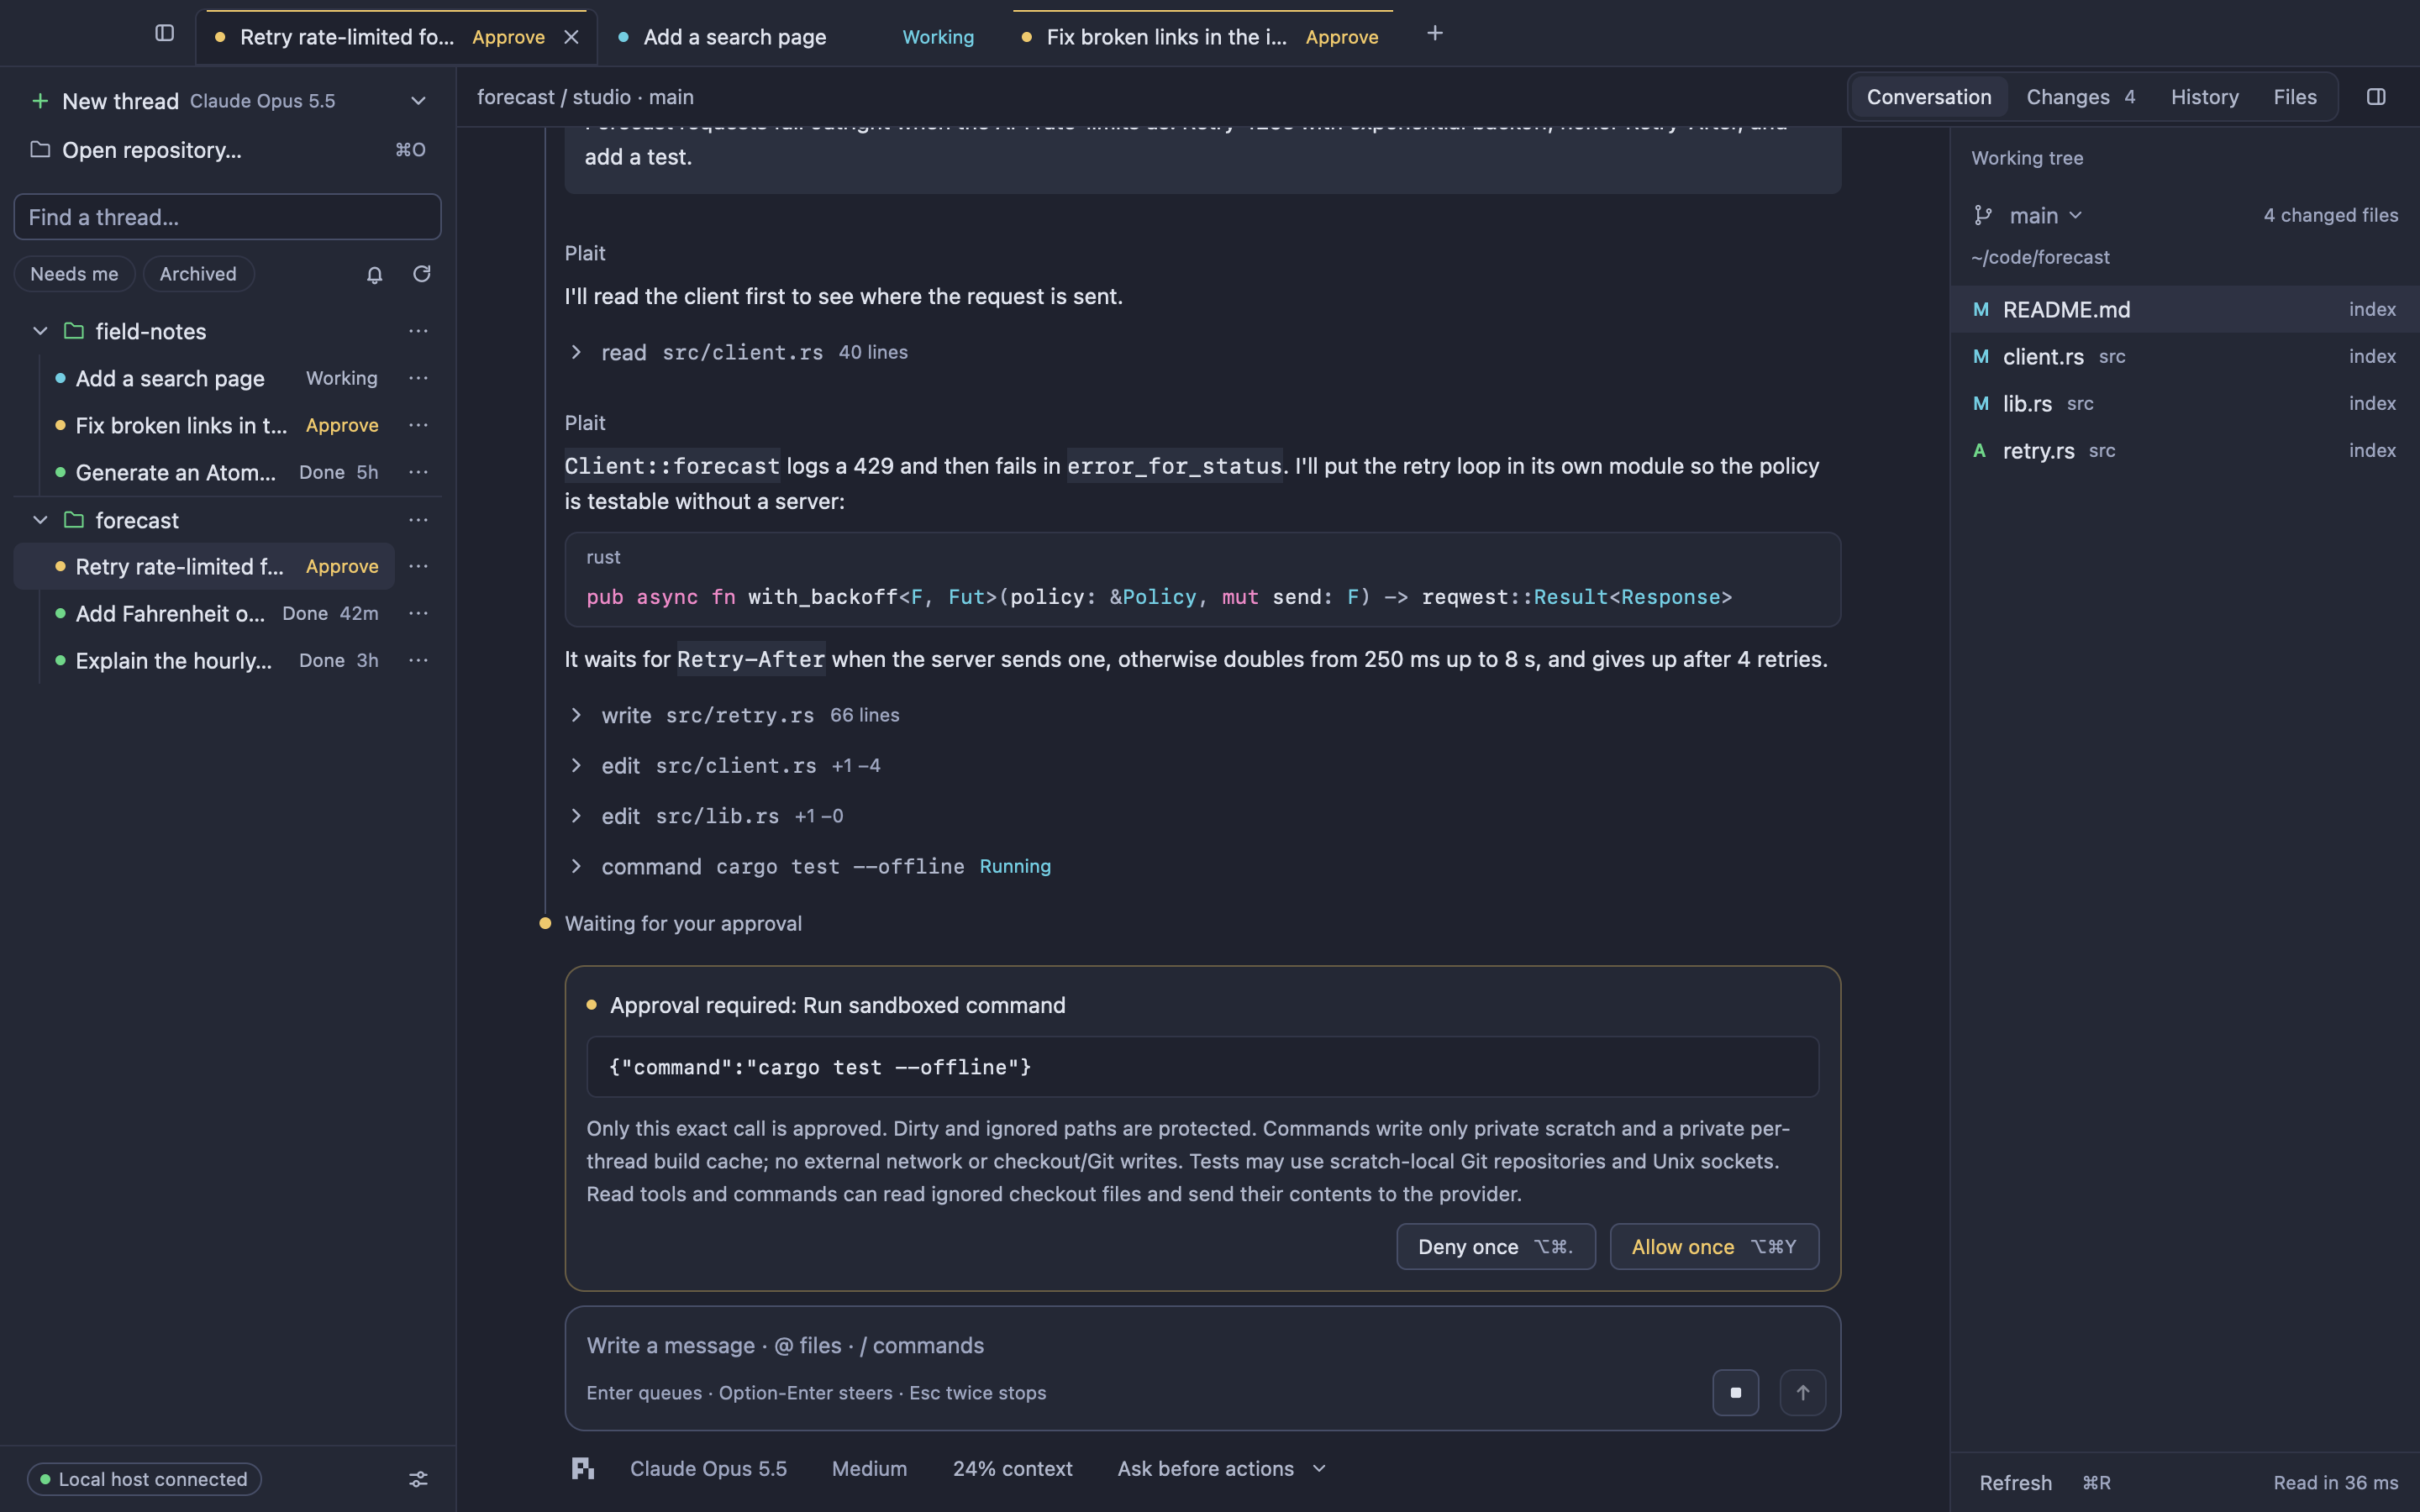 Retry rate-limited fo... Approve
Add a search page Working
Fix broken links in the i... Approve
New thread Claude Opus 5.5
Open repository... ⌘O
Find a thread...
Needs me Archived
field-notes
Add a search page Working
Fix broken links in t... Approve
Generate an Atom... Done 5h
forecast
Retry rate-limited f... Approve
Add Fahrenheit o... Done 42m
Explain the hourly... Done 3h
Local host connected
forecast / studio · main
Conversation Changes 4 History Files
add a test.
Plait
I'll read the client first to see where the request is sent.
read src/client.rs 40 lines
Plait
Client::forecast logs a 429 and then fails in error_for_status. I'll put the retry loop in its own module so the policy
is testable without a server:
rust
pub async fn with_backoff<F, Fut>(policy: &Policy, mut send: F) -> reqwest::Result<Response>
It waits for Retry-After when the server sends one, otherwise doubles from 250 ms up to 8 s, and gives up after 4 retries.
write src/retry.rs 66 lines
edit src/client.rs +1 −4
edit src/lib.rs +1 −0
command cargo test --offline Running
Waiting for your approval
Approval required: Run sandboxed command
{"command":"cargo test --offline"}
Only this exact call is approved. Dirty and ignored paths are protected. Commands write only private scratch and a private per-
thread build cache; no external network or checkout/Git writes. Tests may use scratch-local Git repositories and Unix sockets.
Read tools and commands can read ignored checkout files and send their contents to the provider.
Deny once ⌥⌘. Allow once ⌥⌘Y
Write a message · @ files · / commands
Enter queues · Option-Enter steers · Esc twice stops
Claude Opus 5.5 Medium 24% context Ask before actions
Working tree
main 4 changed files
~/code/forecast
M README.md index
M client.rs src index
M lib.rs src index
A retry.rs src index
Refresh ⌘R Read in 36 ms